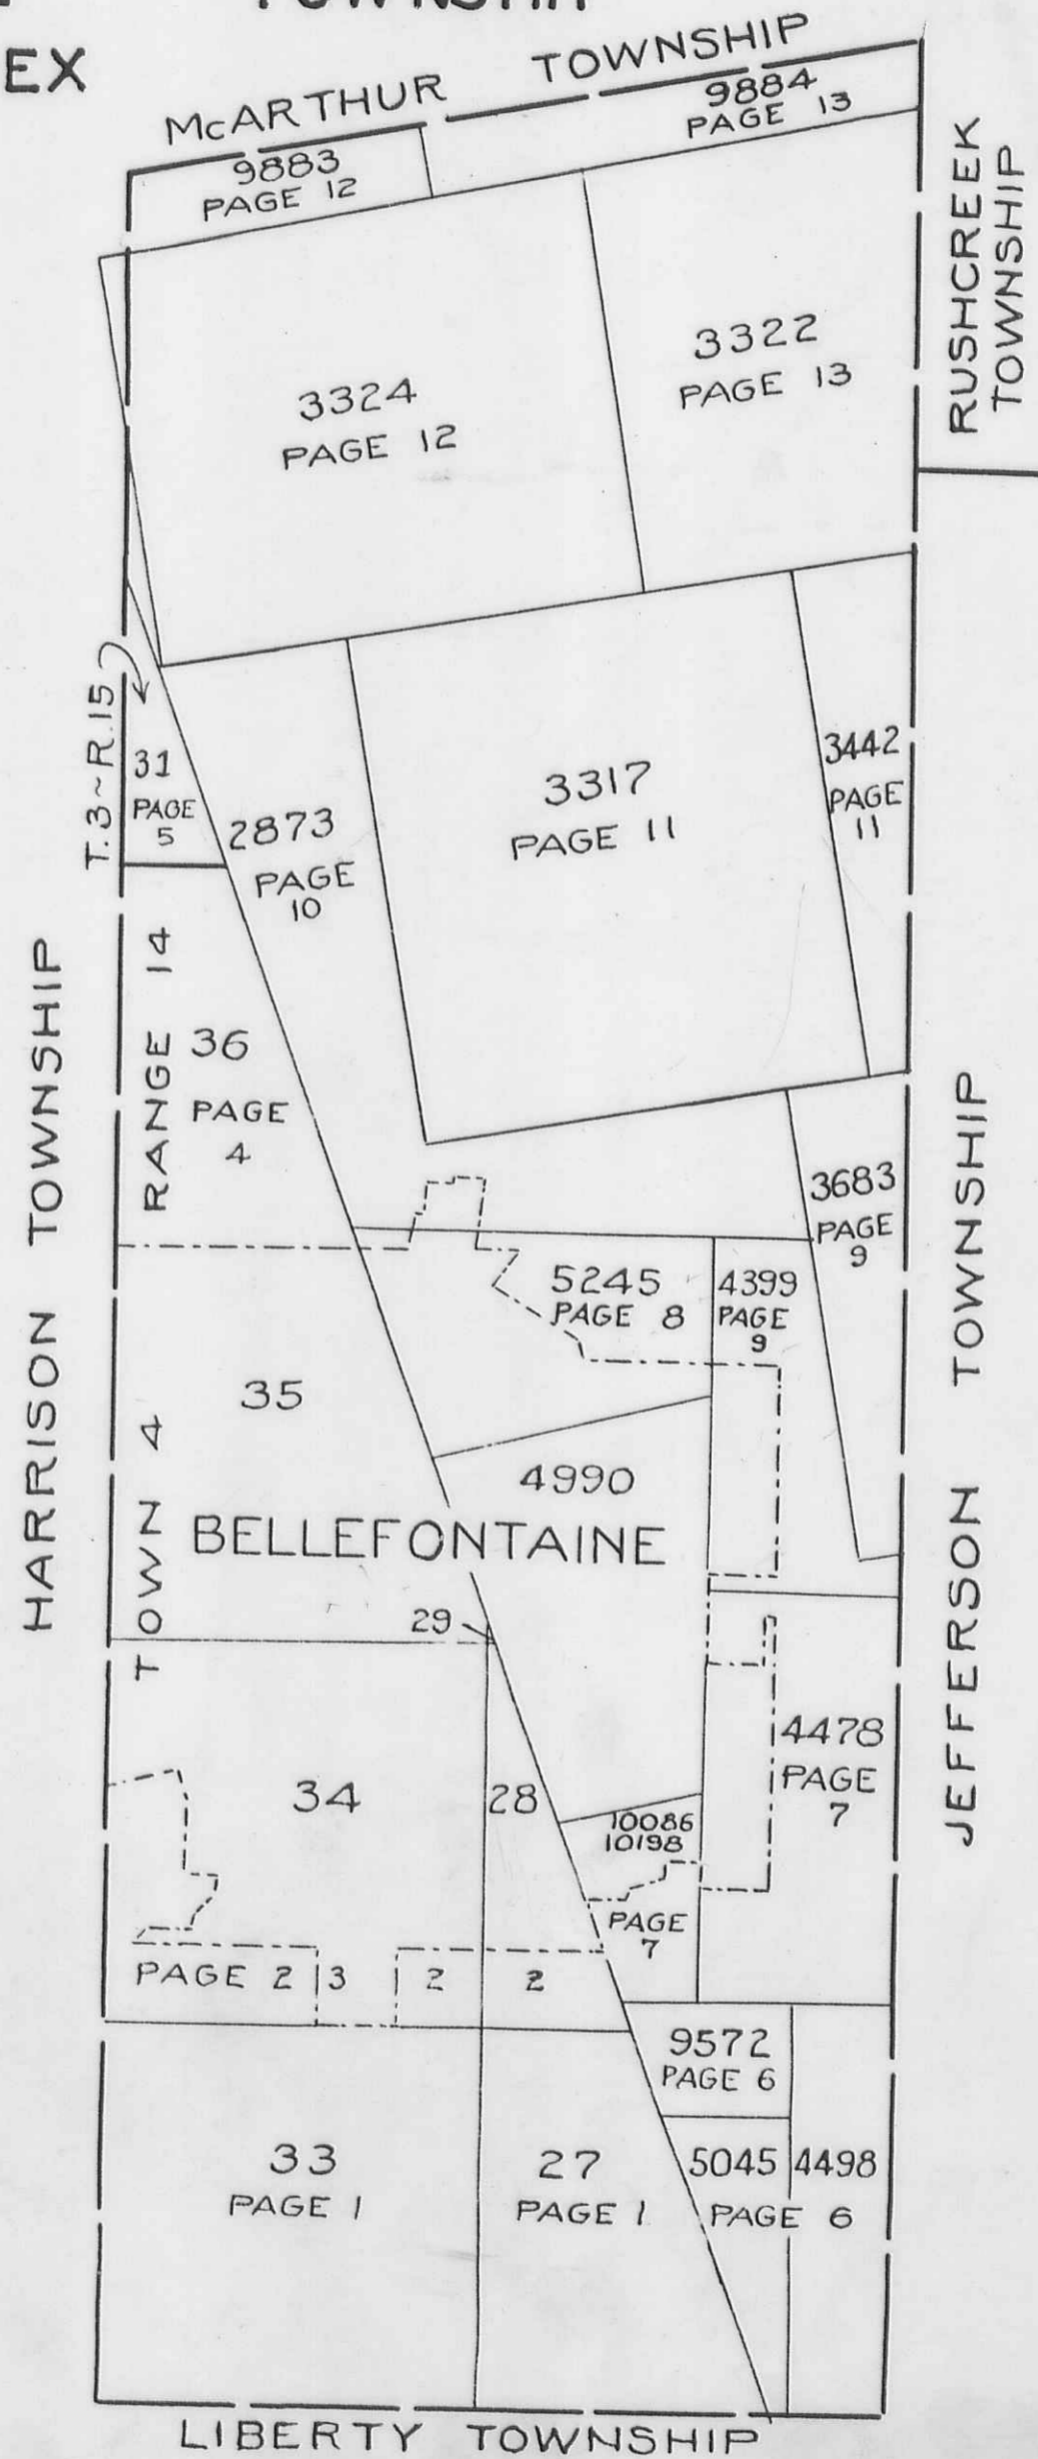 EX
McARTHUR TOWNSHIP
9884
PAGE 13
9883
PAGE 12
RUSHCREEK
TOWNSHIP
3322
PAGE 13
3324
PAGE 12
T.3~R.15
31
PAGE
5
3442
PAGE
11
3317
PAGE 11
2873
PAGE
10
HARRISON TOWNSHIP
TOWN 4 RANGE 14
36
PAGE
4
JEFFERSON TOWNSHIP
3683
PAGE
9
5245
PAGE 8
4399
PAGE
9
35
4990
BELLEFONTAINE
29
34
28
4478
PAGE
7
10086
10198
PAGE
7
PAGE 2 3 2 2
9572
PAGE 6
33
PAGE 1
27
PAGE 1
5045 4498
PAGE 6
LIBERTY TOWNSHIP